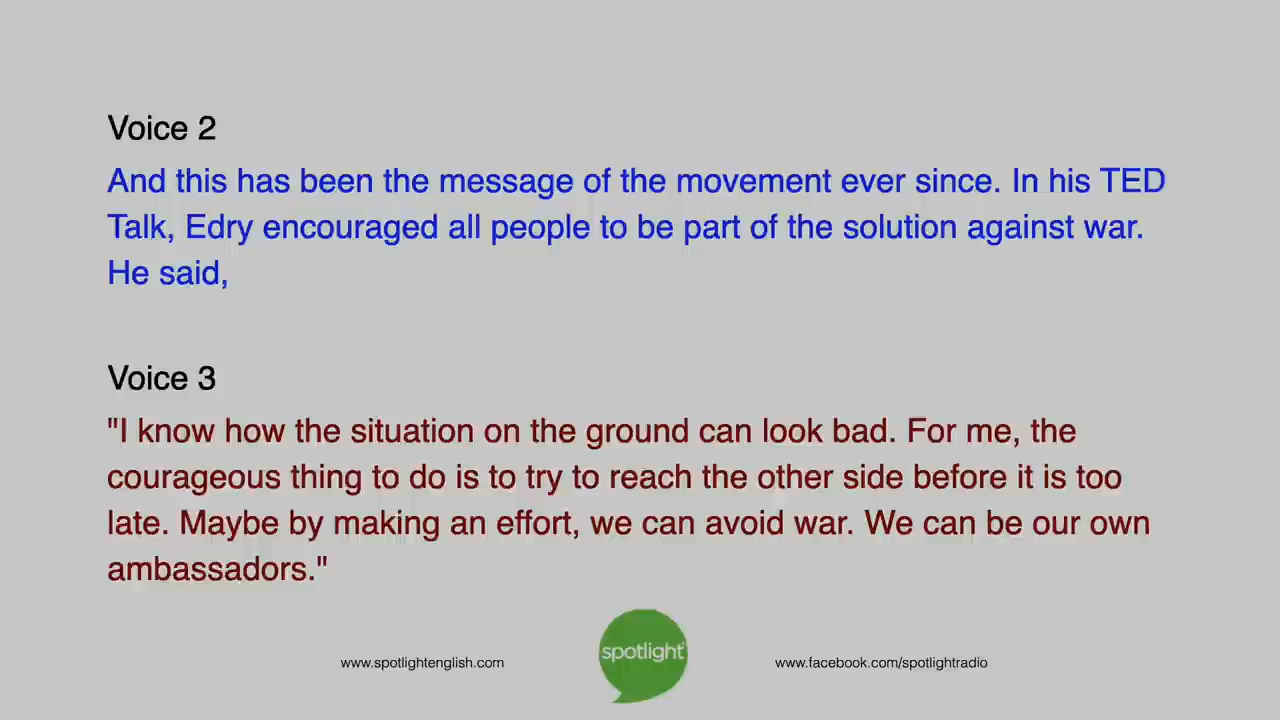 Voice 2
And this has been the message of the movement ever since. In his TED
Talk, Edry encouraged all people to be part of the solution against war.
He said,
Voice 3
"I know how the situation on the ground can look bad. For me, the
courageous thing to do is to try to reach the other side before it is too
late. Maybe by making an effort, we can avoid war. We can be our own
ambassadors."
www.spotlightenglish.com
spotlight
www.facebook.com/spotlightradio